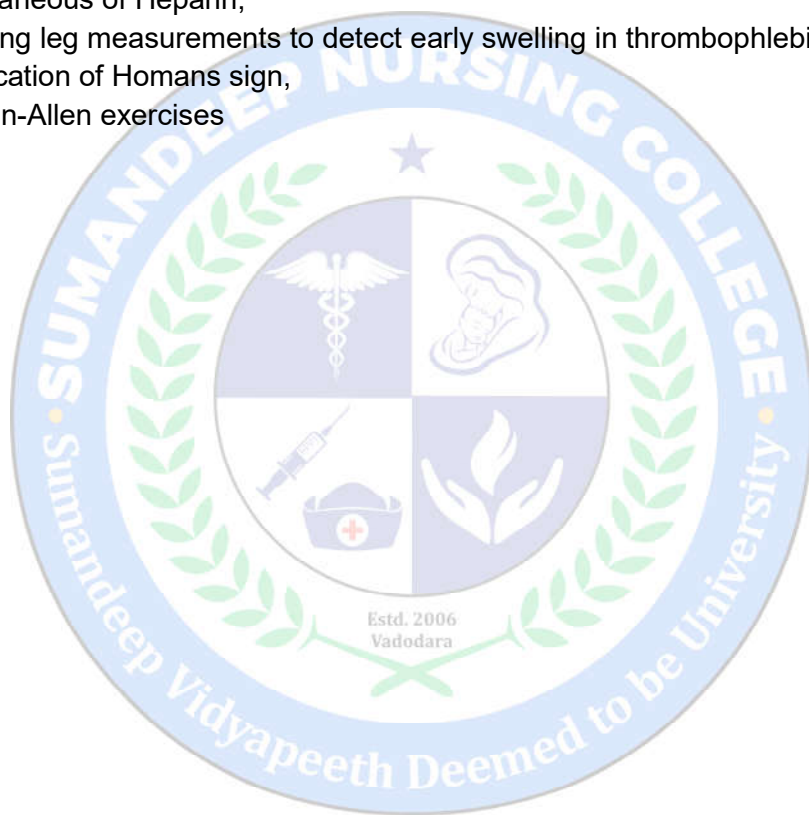 aneous of Heparin,
ng leg measurements to detect early swelling in thrombophlebi
cation of Homans sign,
n-Allen exercises
SUMANDEEP NURSING COLLEGE
Estd. 2006
Vadodara
Sumandeep Vidyapeeth Deemed to be University